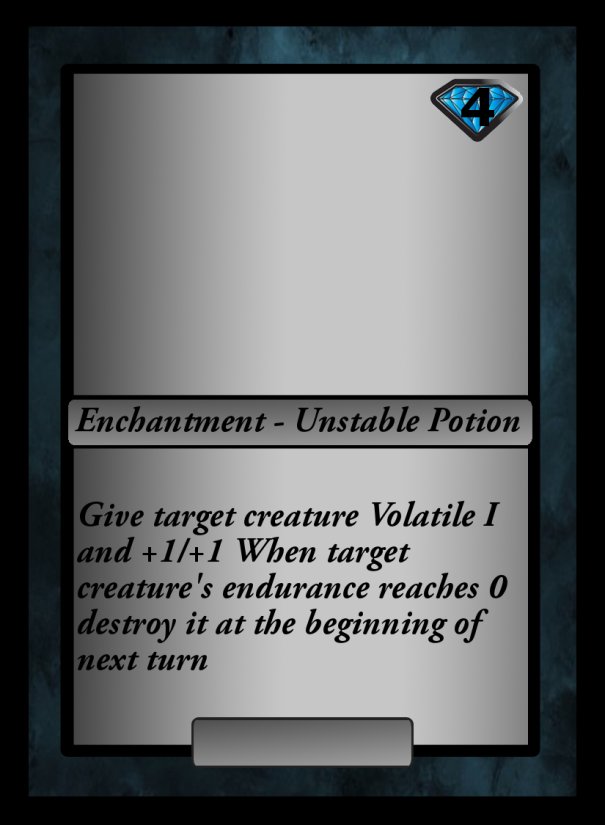 4
Enchantment - Unstable Potion
Give target creature Volatile I
and +1/+1 When target
creature's endurance reaches 0
destroy it at the beginning of
next turn